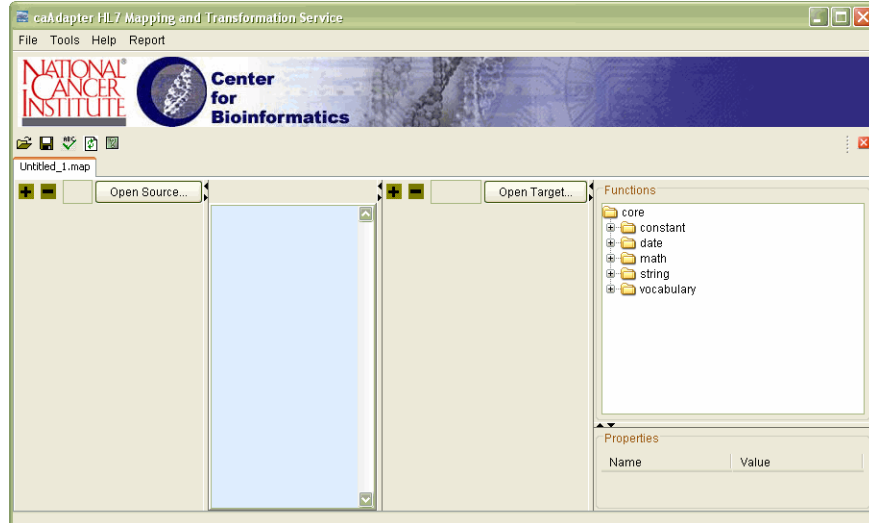 caAdapter HL7 Mapping and Transformation Service
File Tools Help Report
NATIONAL
CANCER
INSTITUTE
Center
for
Bioinformatics
Untitled_1.map
Open Source...
Open Target...
Functions
core
constant
date
math
string
vocabulary
Properties
Name Value